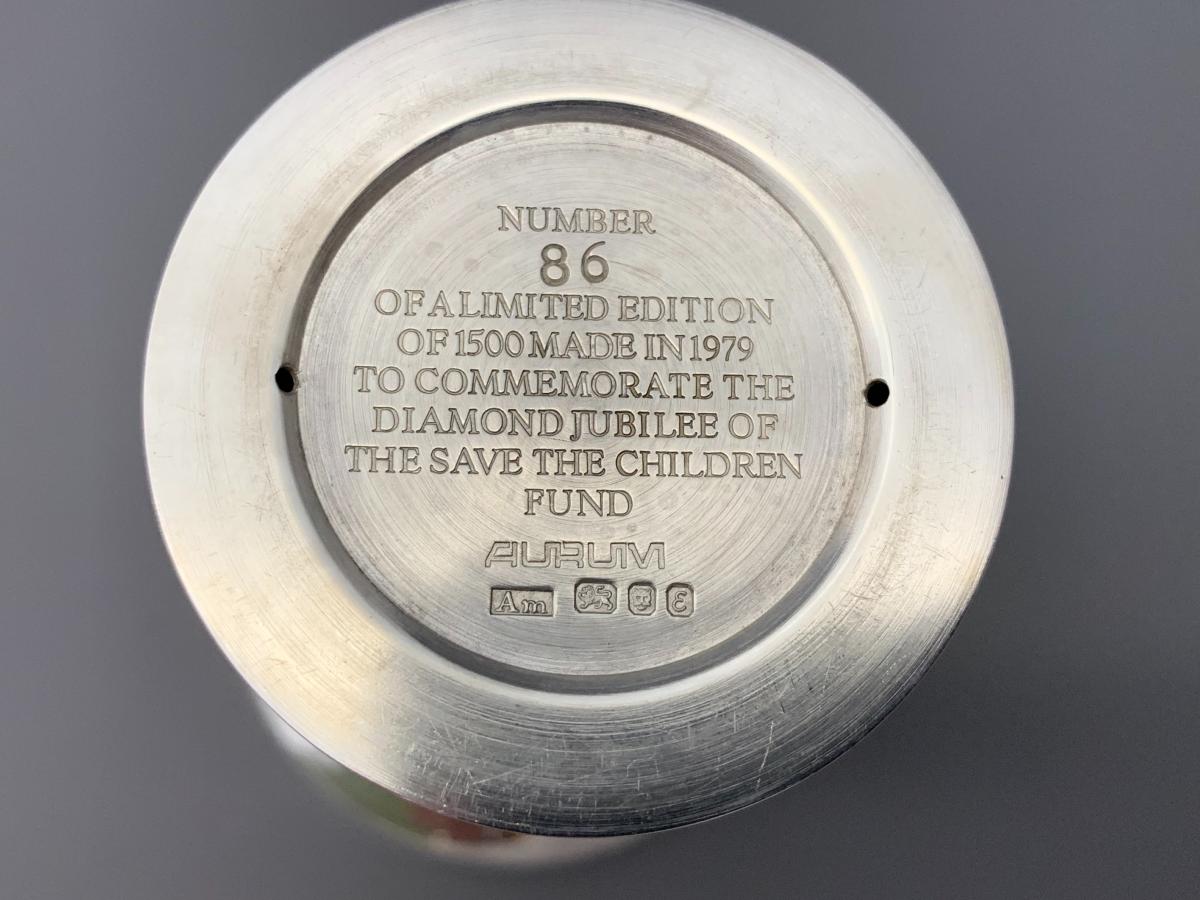 NUMBER
86
OF A LIMITED EDITION
OF 1500 MADE IN 1979
TO COMMEMORATE THE
DIAMOND JUBILEE OF
THE SAVE THE CHILDREN
FUND
AURUM
Am ε